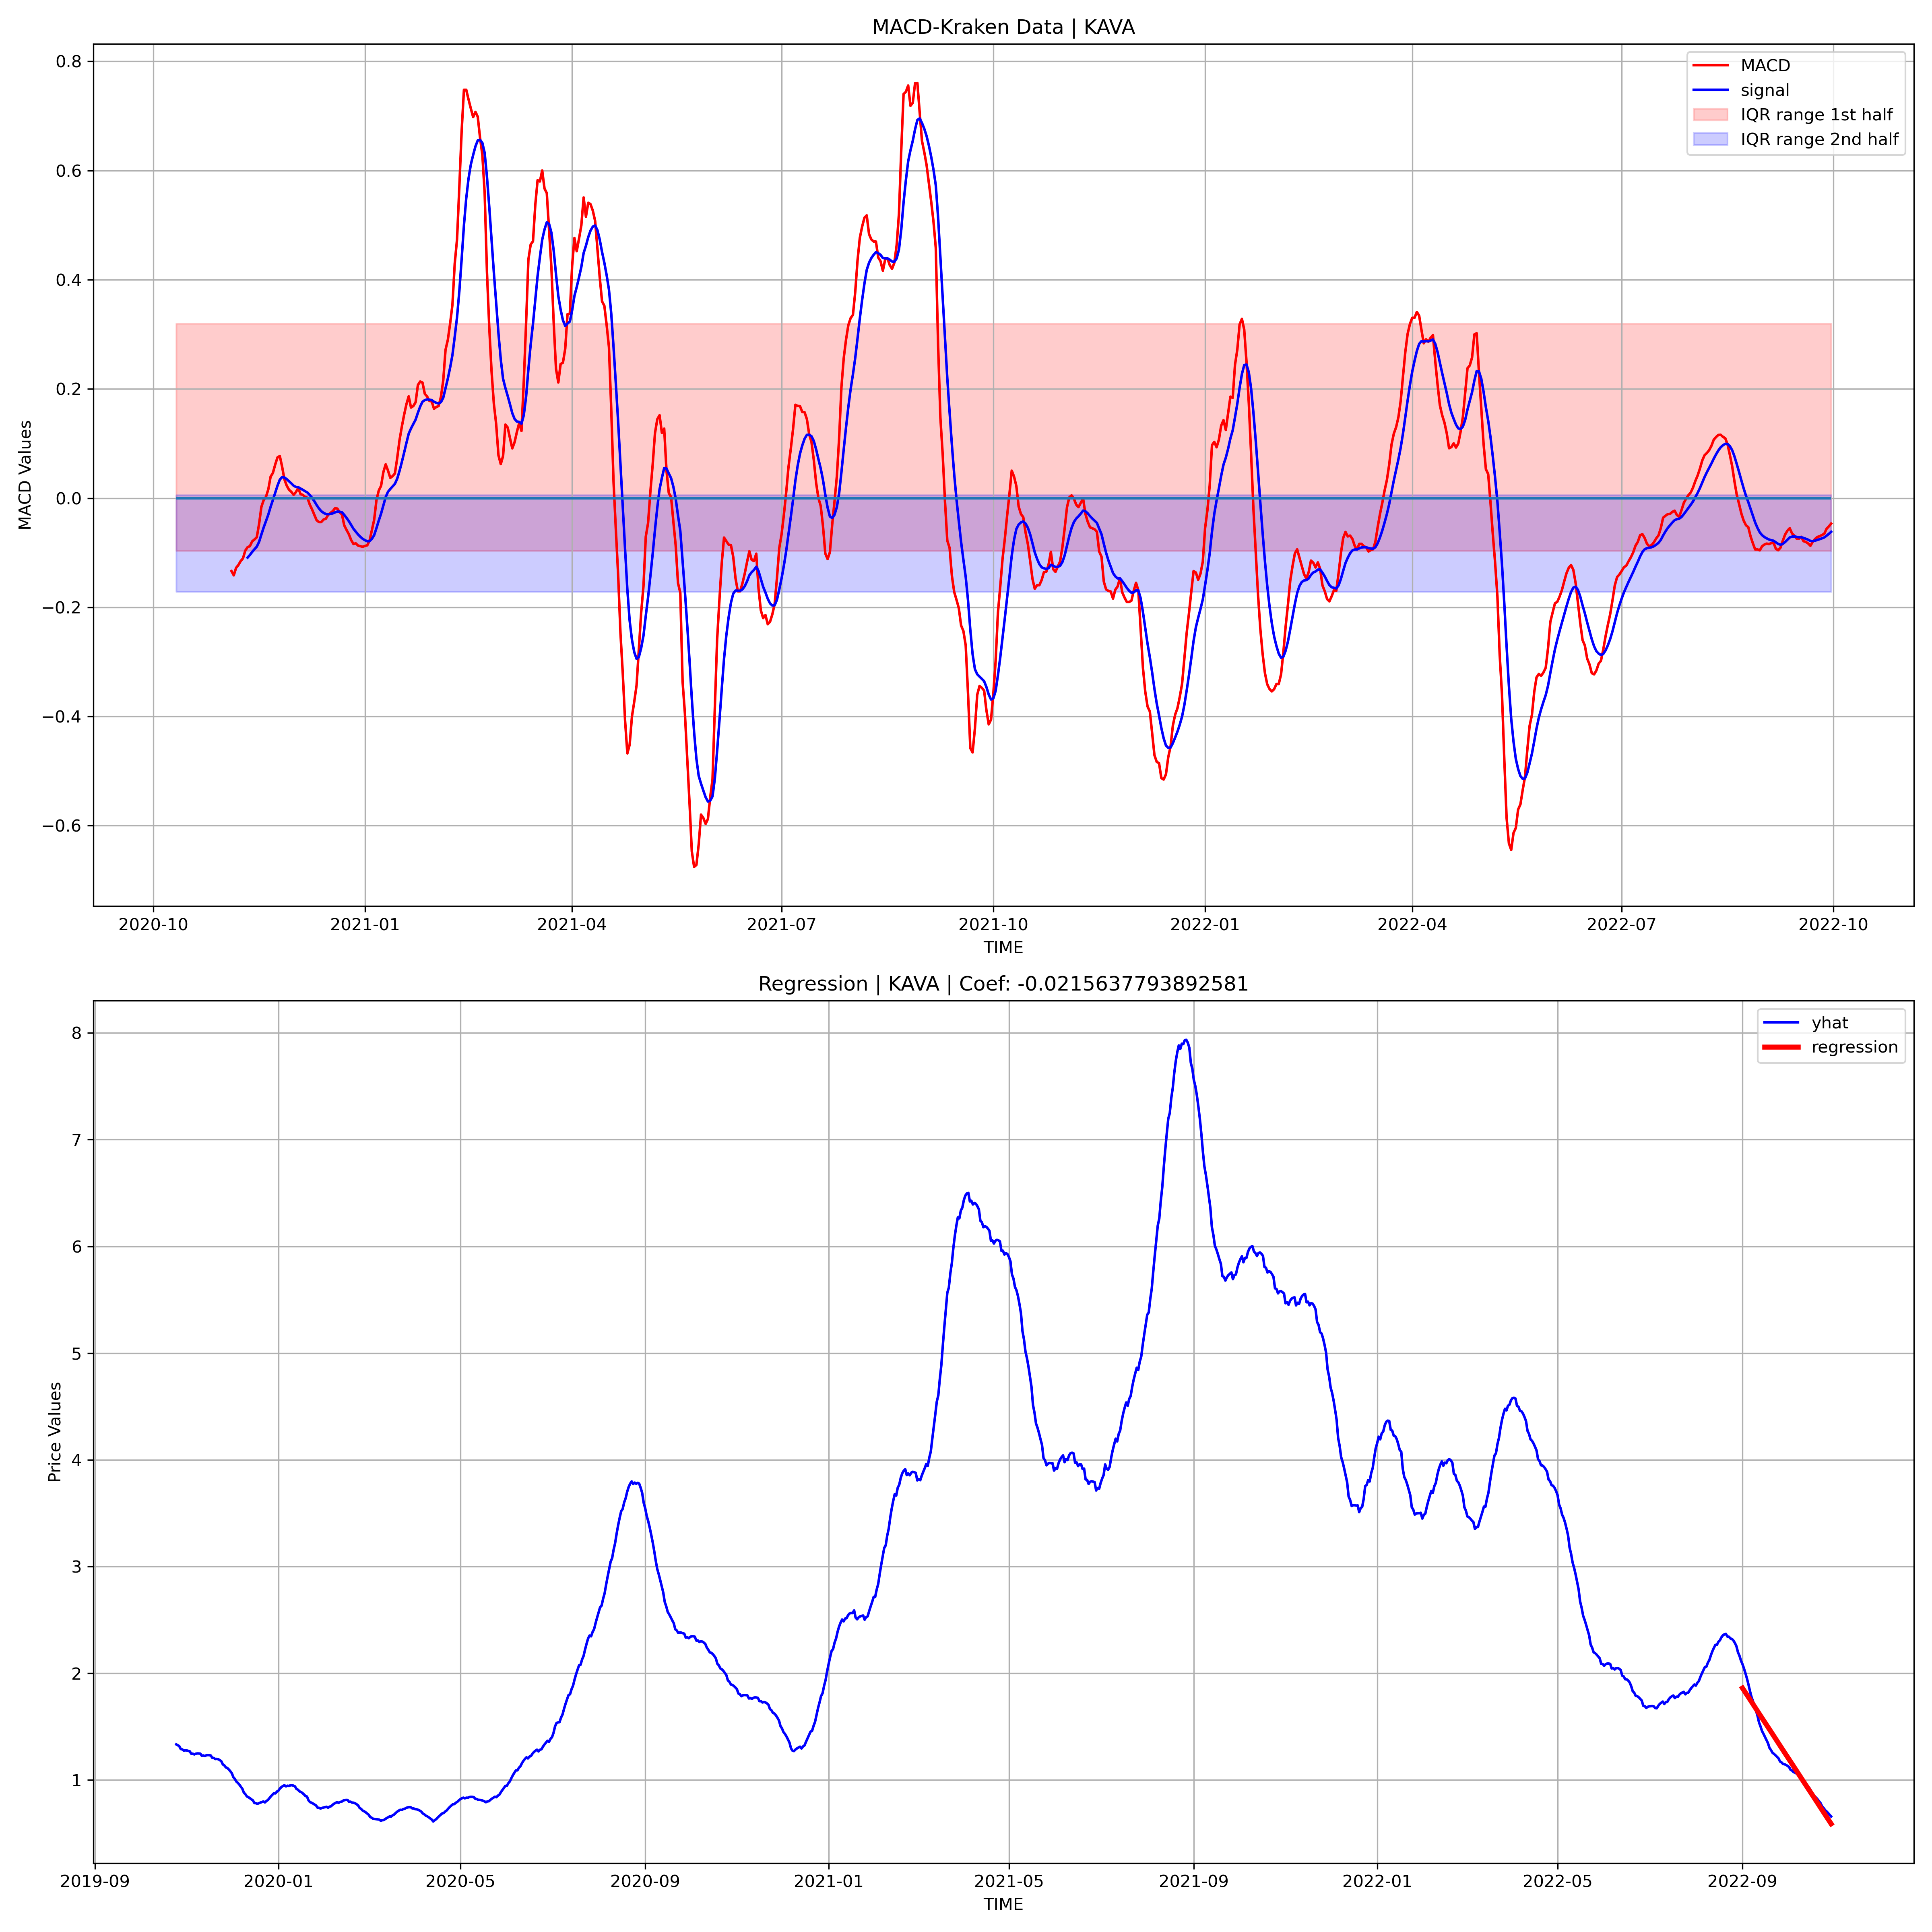 MACD-Kraken Data | KAVA
MACD Values
0.8
0.6
0.4
0.2
0.0
−0.2
−0.4
−0.6
MACD
signal
IQR range 1st half
IQR range 2nd half
2020-10 2021-01 2021-04 2021-07 2021-10 2022-01 2022-04 2022-07 2022-10
TIME
Regression | KAVA | Coef: -0.0215637793892581
Price Values
8
7
6
5
4
3
2
1
yhat
regression
2019-09 2020-01 2020-05 2020-09 2021-01 2021-05 2021-09 2022-01 2022-05 2022-09
TIME